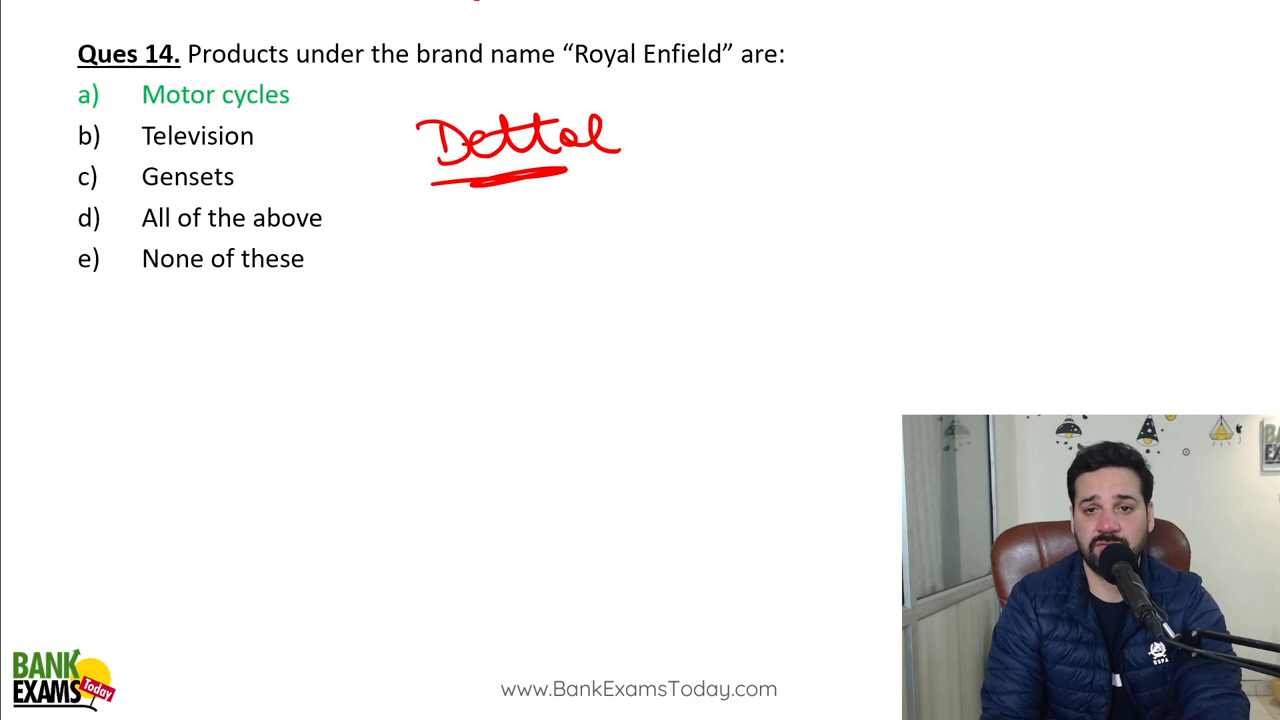 Ques 14. Products under the brand name “Royal Enfield” are:
a) Motor cycles
b) Television
Dettol
c) Gensets
d) All of the above
e) None of these
BANK
EXAMS
Today
www.BankExamsToday.com
USPA